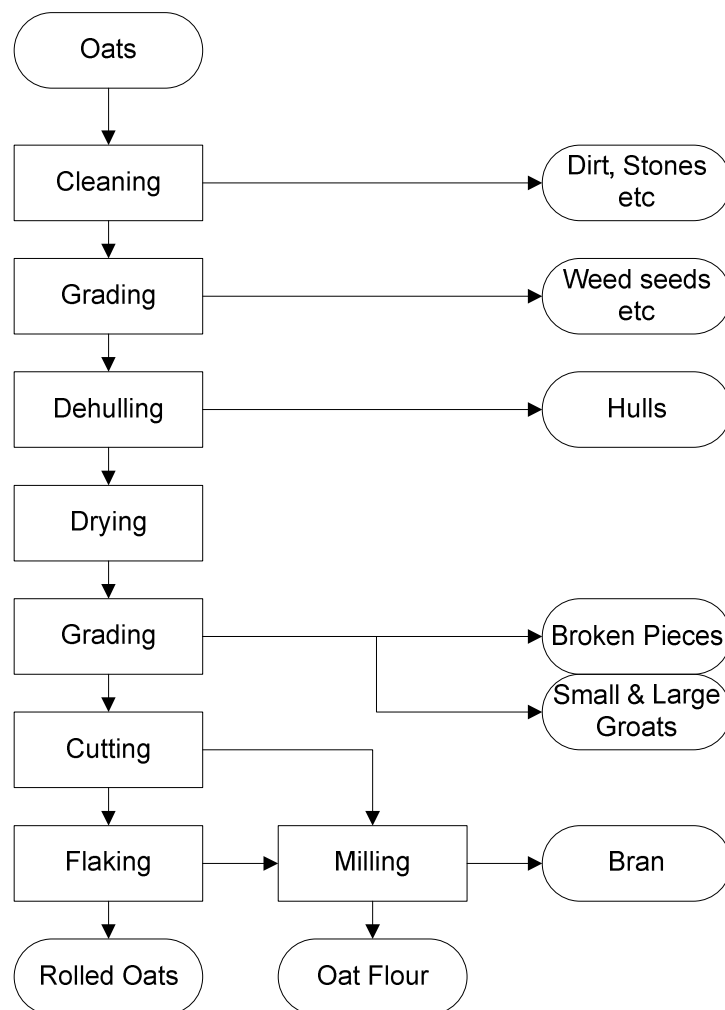 Oats
Cleaning
Dirt, Stones
etc
Grading
Weed seeds
etc
Dehulling
Hulls
Drying
Grading
Broken Pieces
Small & Large
Groats
Cutting
Flaking
Milling
Bran
Rolled Oats
Oat Flour